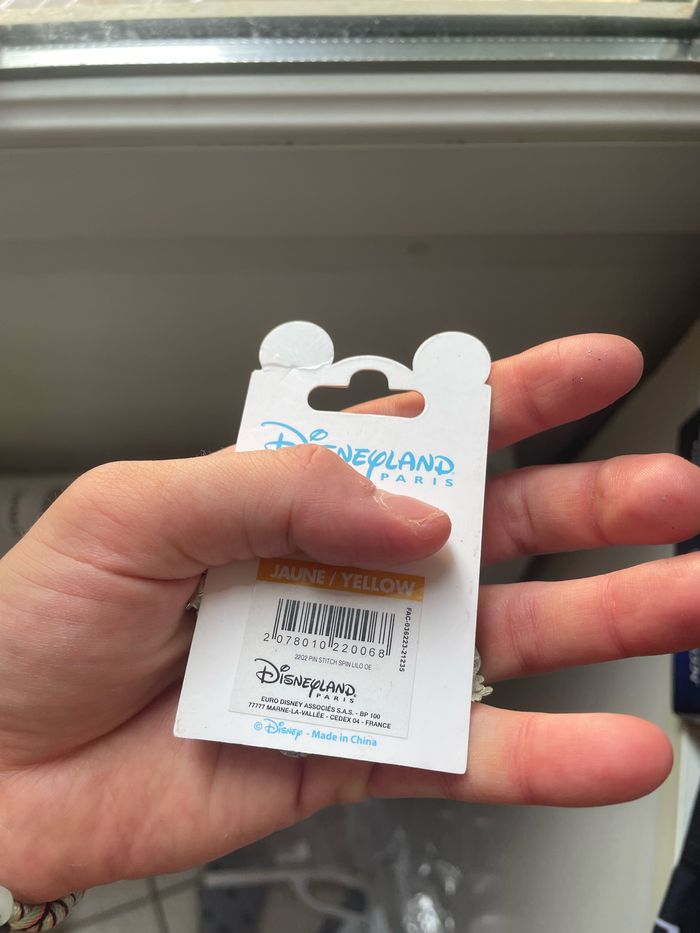 DISNEYLAND
PARIS
JAUNE / YELLOW
2 078010 220068
FAC-036223-21235
22Q2 PIN STITCH SPIN LILO OE
DISNEYLAND
PARIS
EURO DISNEY ASSOCIÉS S.A.S. - BP 100
77777 MARNE-LA-VALLÉE - CEDEX 04 - FRANCE
© Disney - Made in China